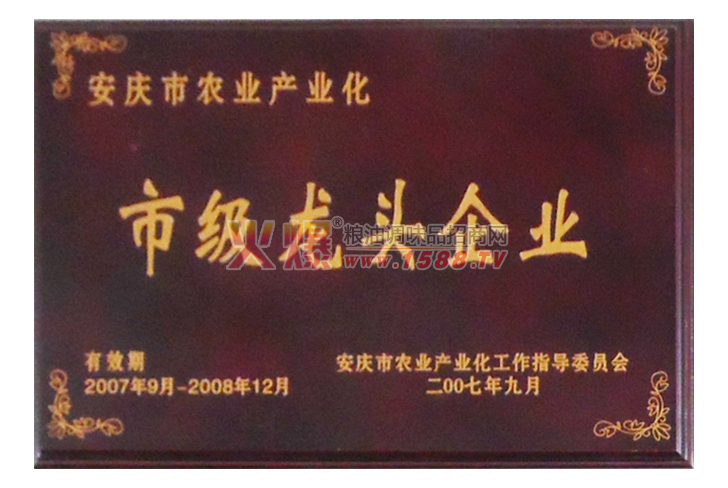 安庆市农业产业化
市级龙头企业
火爆®粮油调味品招商网
www.1588.TV
有效期
2007年9月-2008年12月
安庆市农业产业化工作指导委员会
二00七年九月